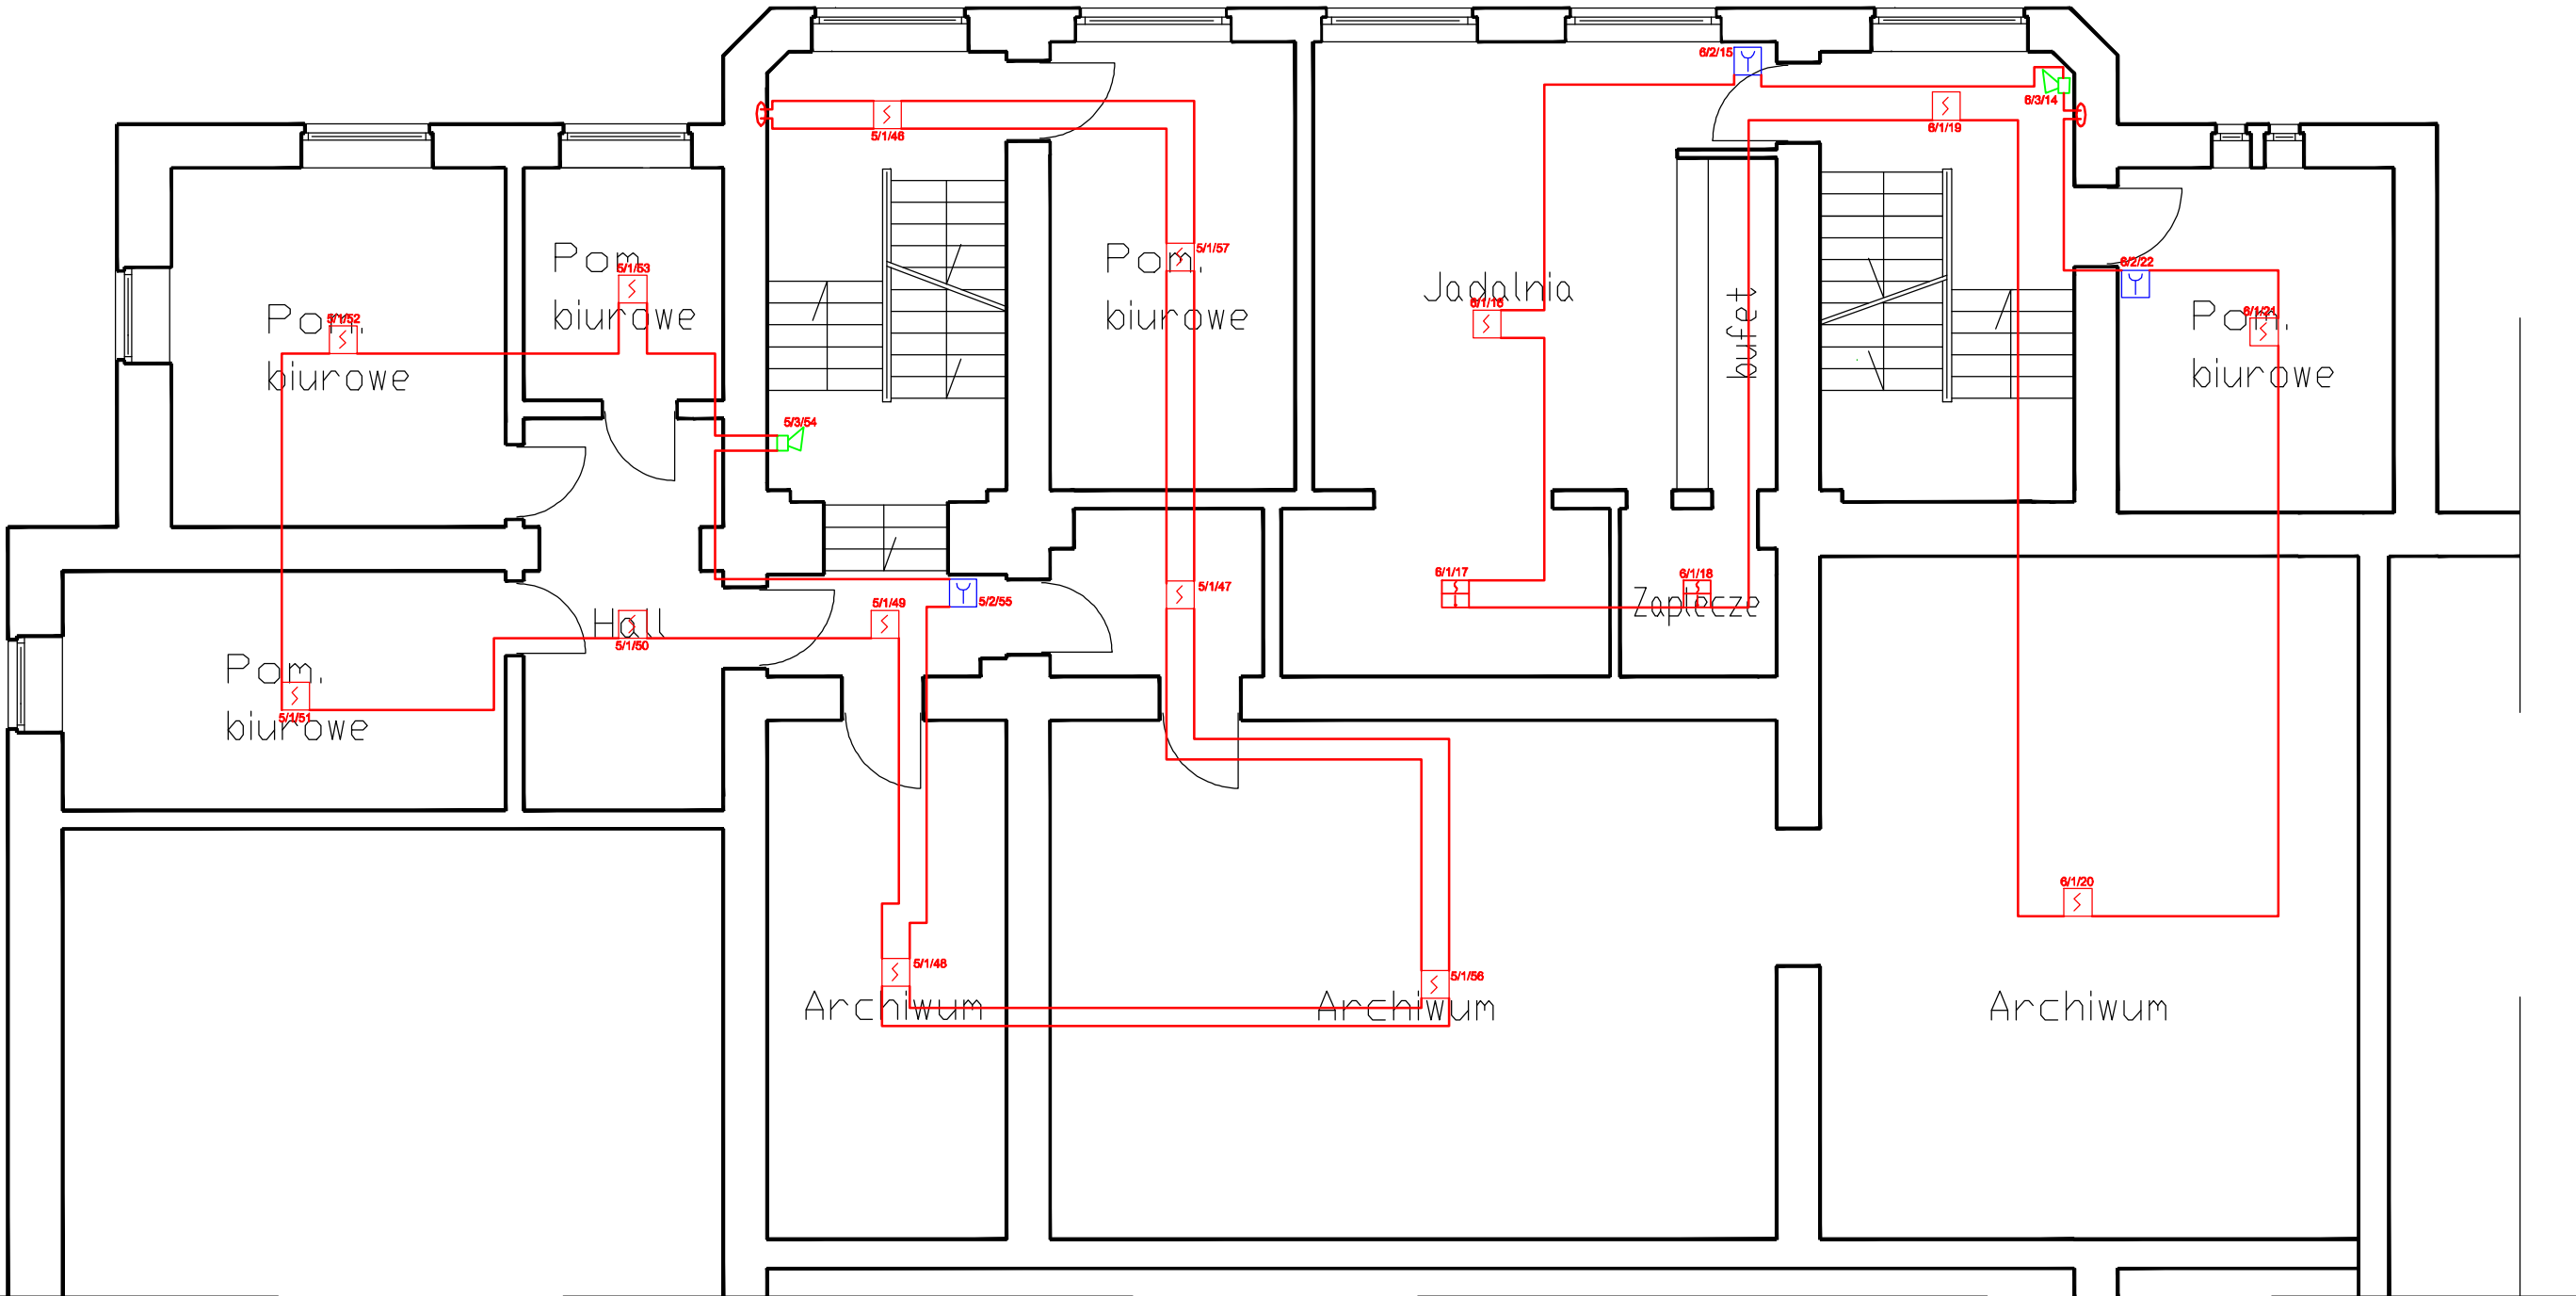 6/2/15
6/3/14
5/1/46
6/1/19
Pom.
biurowe
5/1/53
Pom.
biurowe
5/1/57
Jadalnia
6/1/16
bufet
6/2/22
Pom.
biurowe
6/1/21
Pom.
biurowe
5/1/52
5/3/54
6/1/17
6/1/18
Zaplecze
5/1/47
5/2/55
5/1/49
Hall
5/1/50
Pom.
biurowe
5/1/51
6/1/20
5/1/48
5/1/56
Archiwum
Archiwum
Archiwum